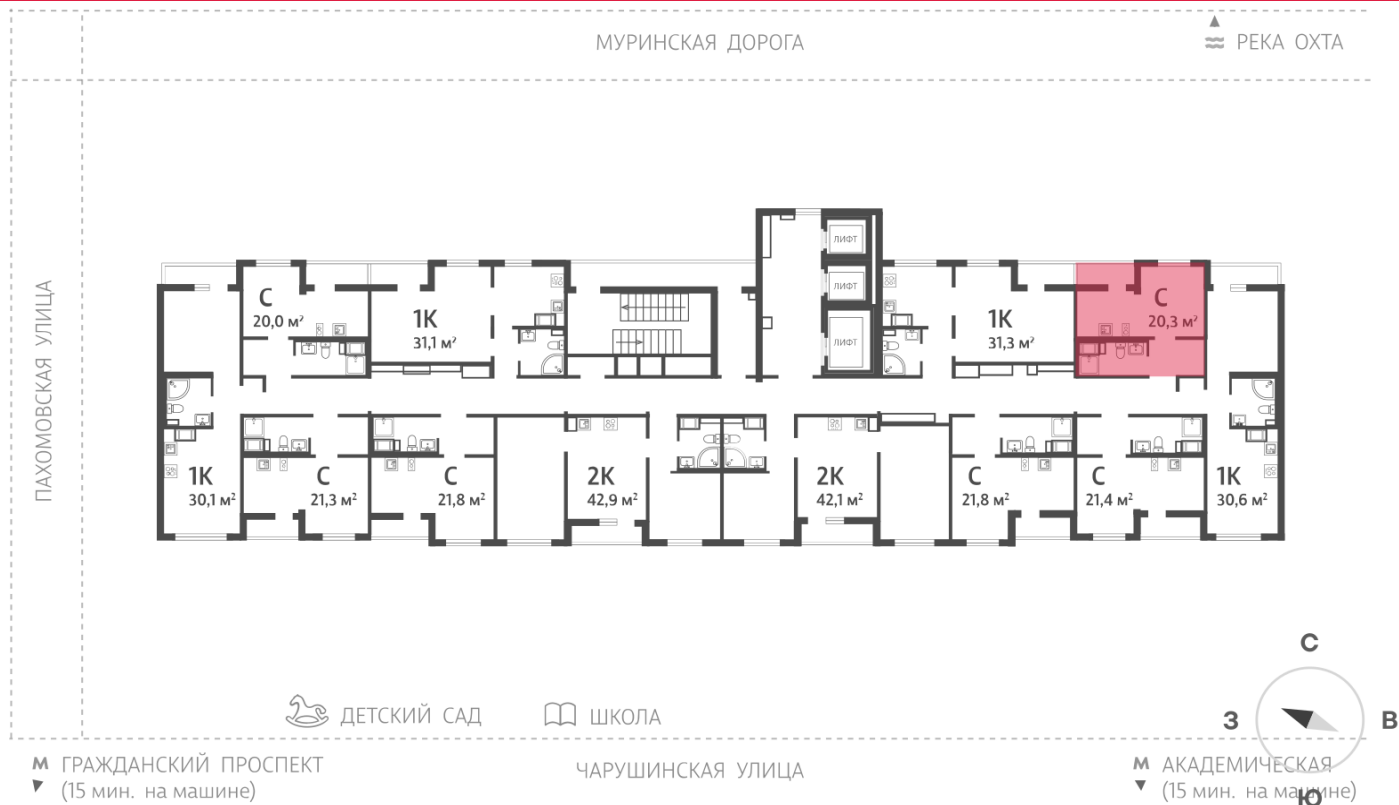 МУРИНСКАЯ ДОРОГА
РЕКА ОХТА
ПАХОМОВСКАЯ УЛИЦА
ЛИФТ
ЛИФТ
ЛИФТ
С
20,0 м²
1К
31,1 м²
1К
31,3 м²
С
20,3 м²
1К
30,1 м²
С
21,3 м²
С
21,8 м²
2К
42,9 м²
2К
42,1 м²
С
21,8 м²
С
21,4 м²
1К
30,6 м²
ДЕТСКИЙ САД
ШКОЛА
С
З
В
Ю
М ГРАЖДАНСКИЙ ПРОСПЕКТ
(15 мин. на машине)
ЧАРУШИНСКАЯ УЛИЦА
М АКАДЕМИЧЕСКАЯ
(15 мин. на машине)